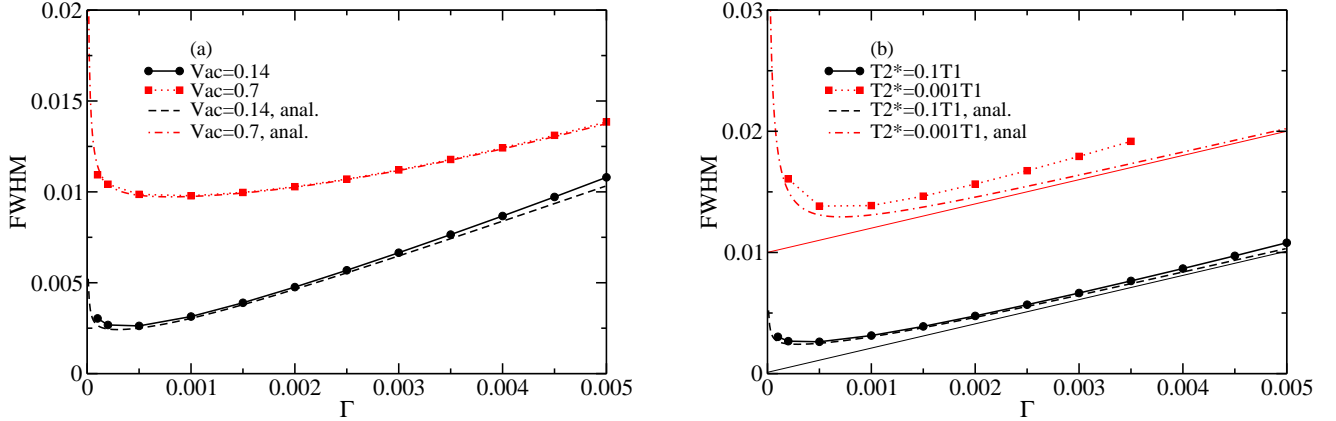 (a)
Vac=0.14
Vac=0.7
Vac=0.14, anal.
Vac=0.7, anal.
0.02
0.015
0.01
0.005
0
FWHM
0 0.001 0.002 0.003 0.004 0.005
Γ
(b)
T2*=0.1T1
T2*=0.001T1
T2*=0.1T1, anal.
T2*=0.001T1, anal
0.03
0.02
0.01
0
FWHM
0 0.001 0.002 0.003 0.004 0.005
Γ